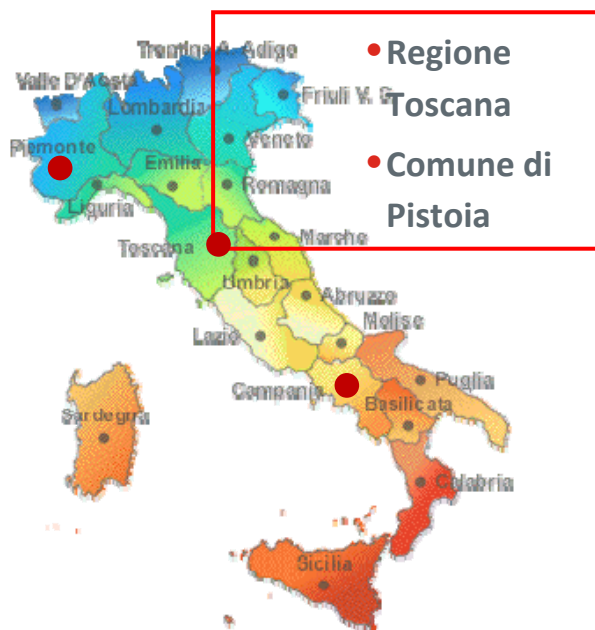 Trentino A. Adige
Valle D'Aosta
Lombardia
Friuli V. G.
Piemonte
Veneto
Emilia
Romagna
Liguria
Toscana
Marche
Umbria
Abruzzo
Lazio
Molise
Campania
Puglia
Basilicata
Sardegna
Calabria
Sicilia
• Regione
Toscana
• Comune di
Pistoia